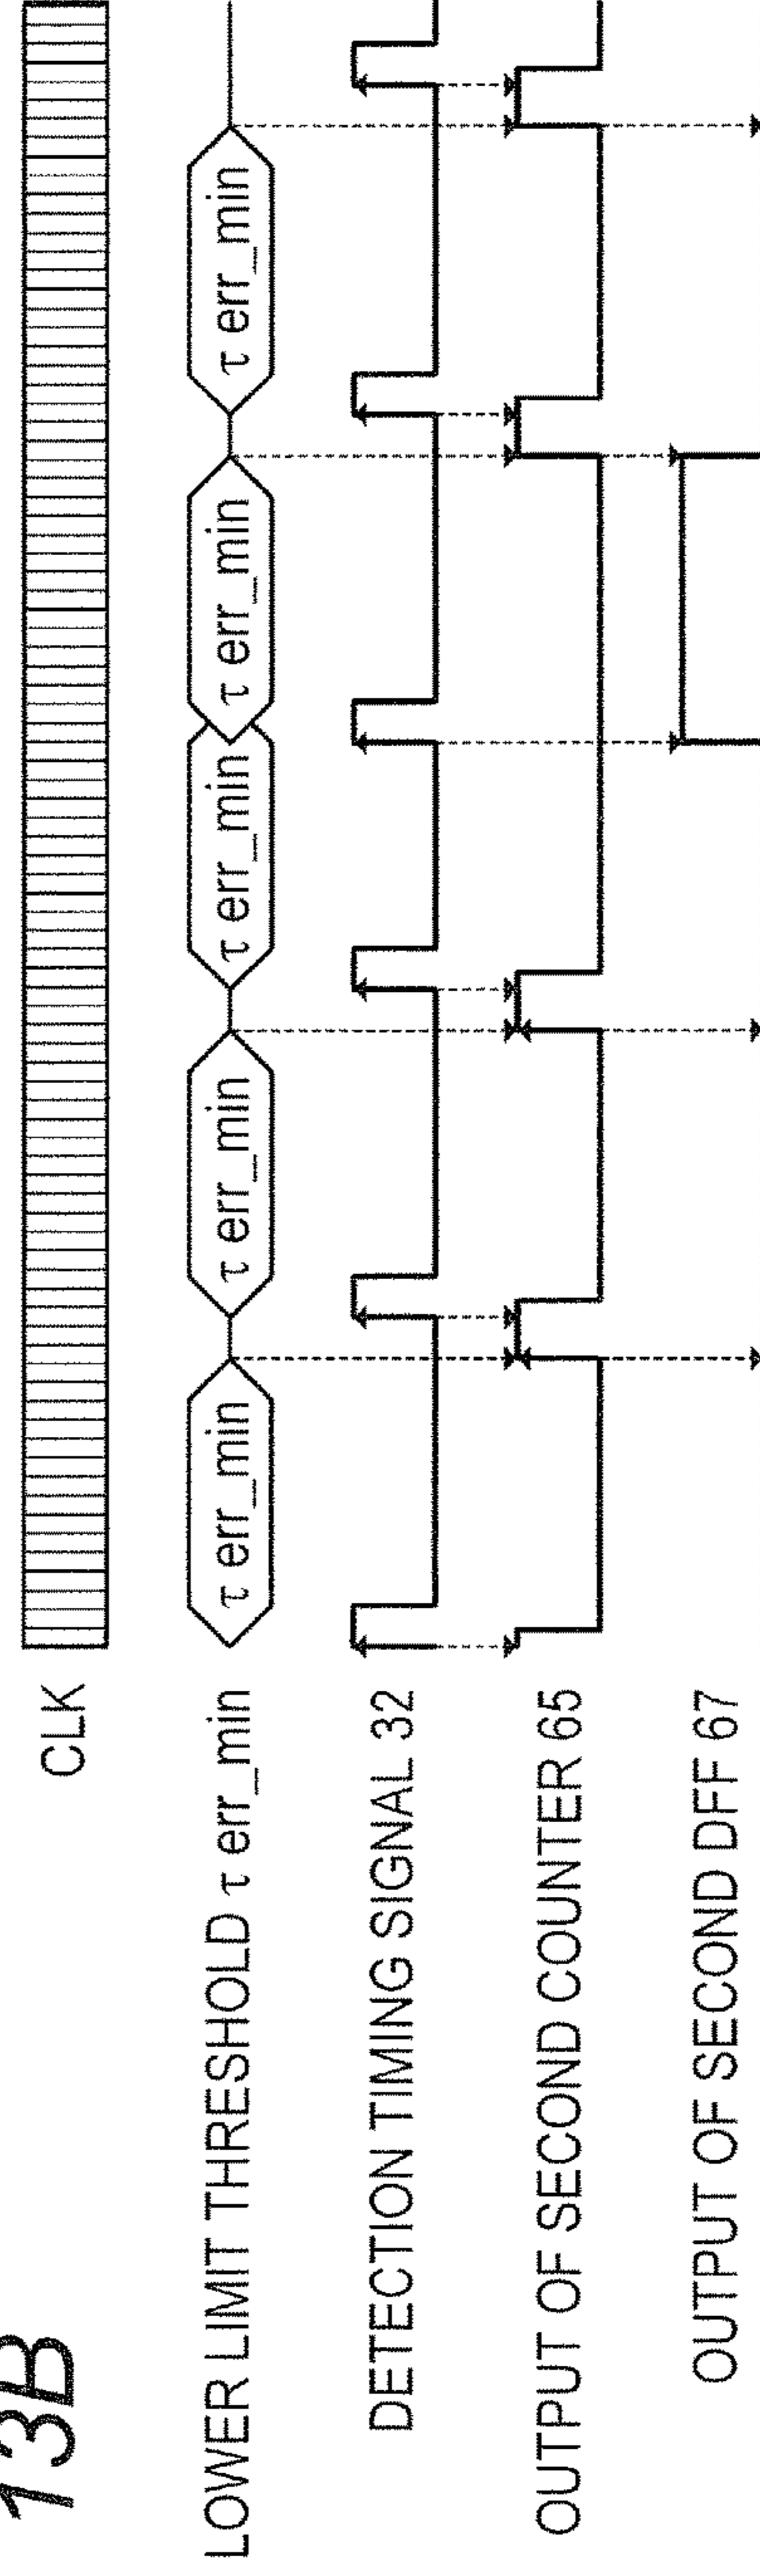 13B
CLK
LOWER LIMIT THRESHOLD τ err_min
τ err_min
τ err_min
τ err_min
τ err_min
τ err_min
DETECTION TIMING SIGNAL 32
OUTPUT OF SECOND COUNTER 65
OUTPUT OF SECOND DFF 67